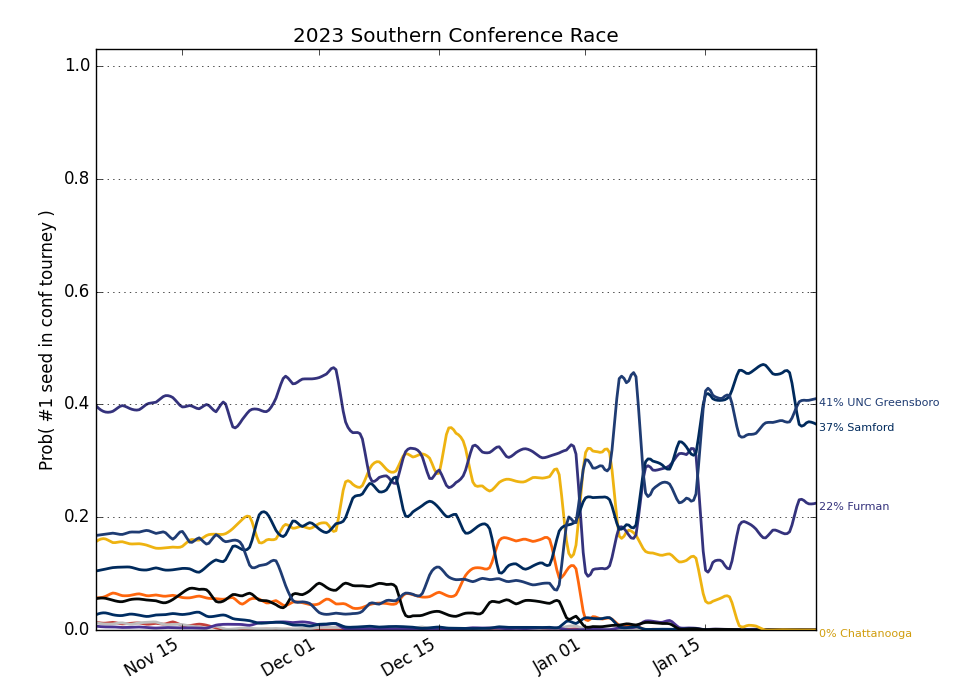 2023 Southern Conference Race
Prob( #1 seed in conf tourney )
1.0
0.8
0.6
0.4
0.2
0.0
41% UNC Greensboro
37% Samford
22% Furman
0% Chattanooga
Nov 15
Dec 01
Dec 15
Jan 01
Jan 15